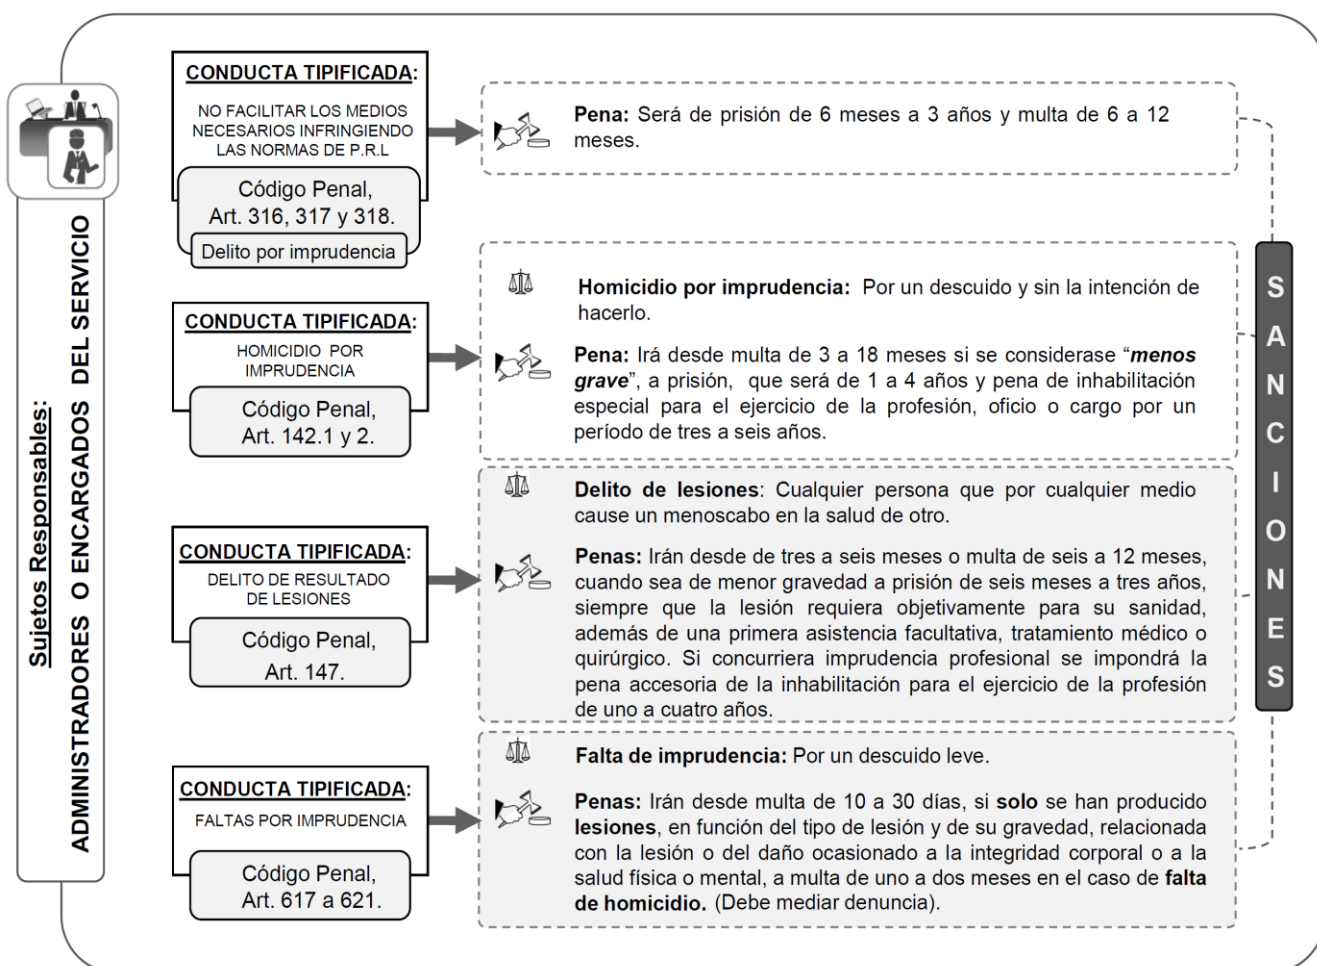 Sujetos Responsables:
ADMINISTRADORES O ENCARGADOS DEL SERVICIO
CONDUCTA TIPIFICADA:
NO FACILITAR LOS MEDIOS
NECESARIOS INFRINGIENDO
LAS NORMAS DE P.R.L
Código Penal,
Art. 316, 317 y 318.
Delito por imprudencia
Pena: Será de prisión de 6 meses a 3 años y multa de 6 a 12
meses.
CONDUCTA TIPIFICADA:
HOMICIDIO POR
IMPRUDENCIA
Código Penal,
Art. 142.1 y 2.
Homicidio por imprudencia: Por un descuido y sin la intención de
hacerlo.
Pena: Irá desde multa de 3 a 18 meses si se considerase “menos
grave”, a prisión, que será de 1 a 4 años y pena de inhabilitación
especial para el ejercicio de la profesión, oficio o cargo por un
período de tres a seis años.
CONDUCTA TIPIFICADA:
DELITO DE RESULTADO
DE LESIONES
Código Penal,
Art. 147.
Delito de lesiones: Cualquier persona que por cualquier medio
cause un menoscabo en la salud de otro.
Penas: Irán desde de tres a seis meses o multa de seis a 12 meses,
cuando sea de menor gravedad a prisión de seis meses a tres años,
siempre que la lesión requiera objetivamente para su sanidad,
además de una primera asistencia facultativa, tratamiento médico o
quirúrgico. Si concurriera imprudencia profesional se impondrá la
pena accesoria de la inhabilitación para el ejercicio de la profesión
de uno a cuatro años.
CONDUCTA TIPIFICADA:
FALTAS POR IMPRUDENCIA
Código Penal,
Art. 617 a 621.
Falta de imprudencia: Por un descuido leve.
Penas: Irán desde multa de 10 a 30 días, si solo se han producido
lesiones, en función del tipo de lesión y de su gravedad, relacionada
con la lesión o del daño ocasionado a la integridad corporal o a la
salud física o mental, a multa de uno a dos meses en el caso de falta
de homicidio. (Debe mediar denuncia).
SANCIONES